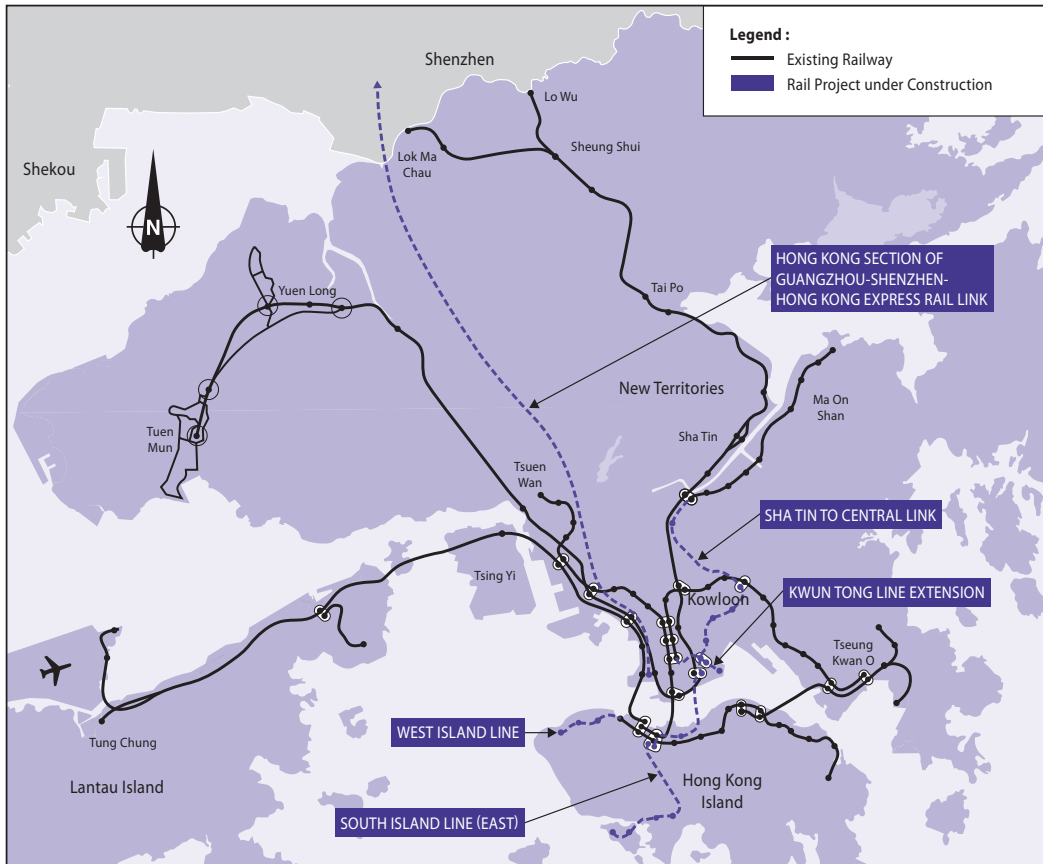 Legend :
Existing Railway
Rail Project under Construction
Shenzhen
Lo Wu
Lok Ma
Chau
Sheung Shui
Shekou
N
HONG KONG SECTION OF
GUANGZHOU-SHENZHEN-
HONG KONG EXPRESS RAIL LINK
Yuen Long
Tai Po
New Territories
Ma On
Shan
Tuen
Mun
Sha Tin
Tsuen
Wan
SHA TIN TO CENTRAL LINK
Tsing Yi
Kowloon
KWUN TONG LINE EXTENSION
Tseung
Kwan O
WEST ISLAND LINE
Tung Chung
Lantau Island
Hong Kong
Island
SOUTH ISLAND LINE (EAST)